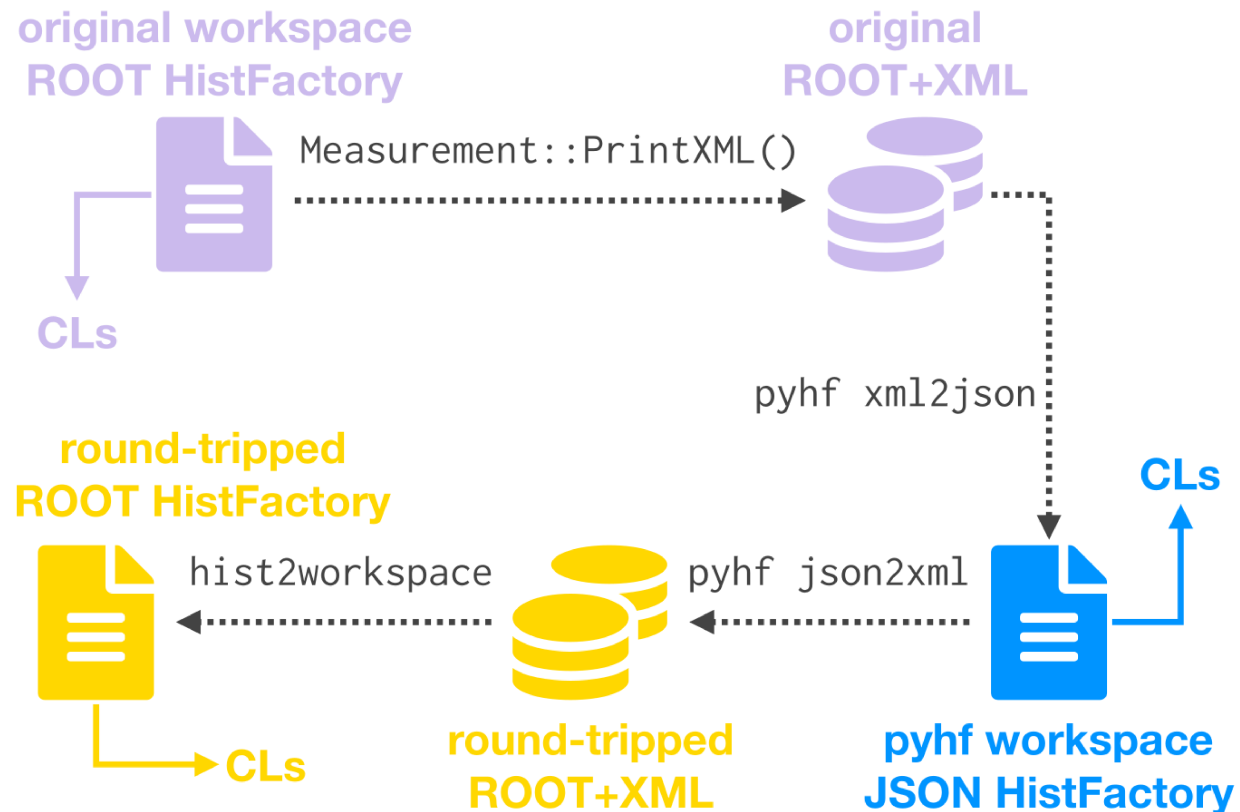 original workspace
ROOT HistFactory
original
ROOT+XML
Measurement::PrintXML()
CLs
pyhf xml2json
round-tripped
ROOT HistFactory
CLs
hist2workspace
pyhf json2xml
CLs
round-tripped
ROOT+XML
pyhf workspace
JSON HistFactory